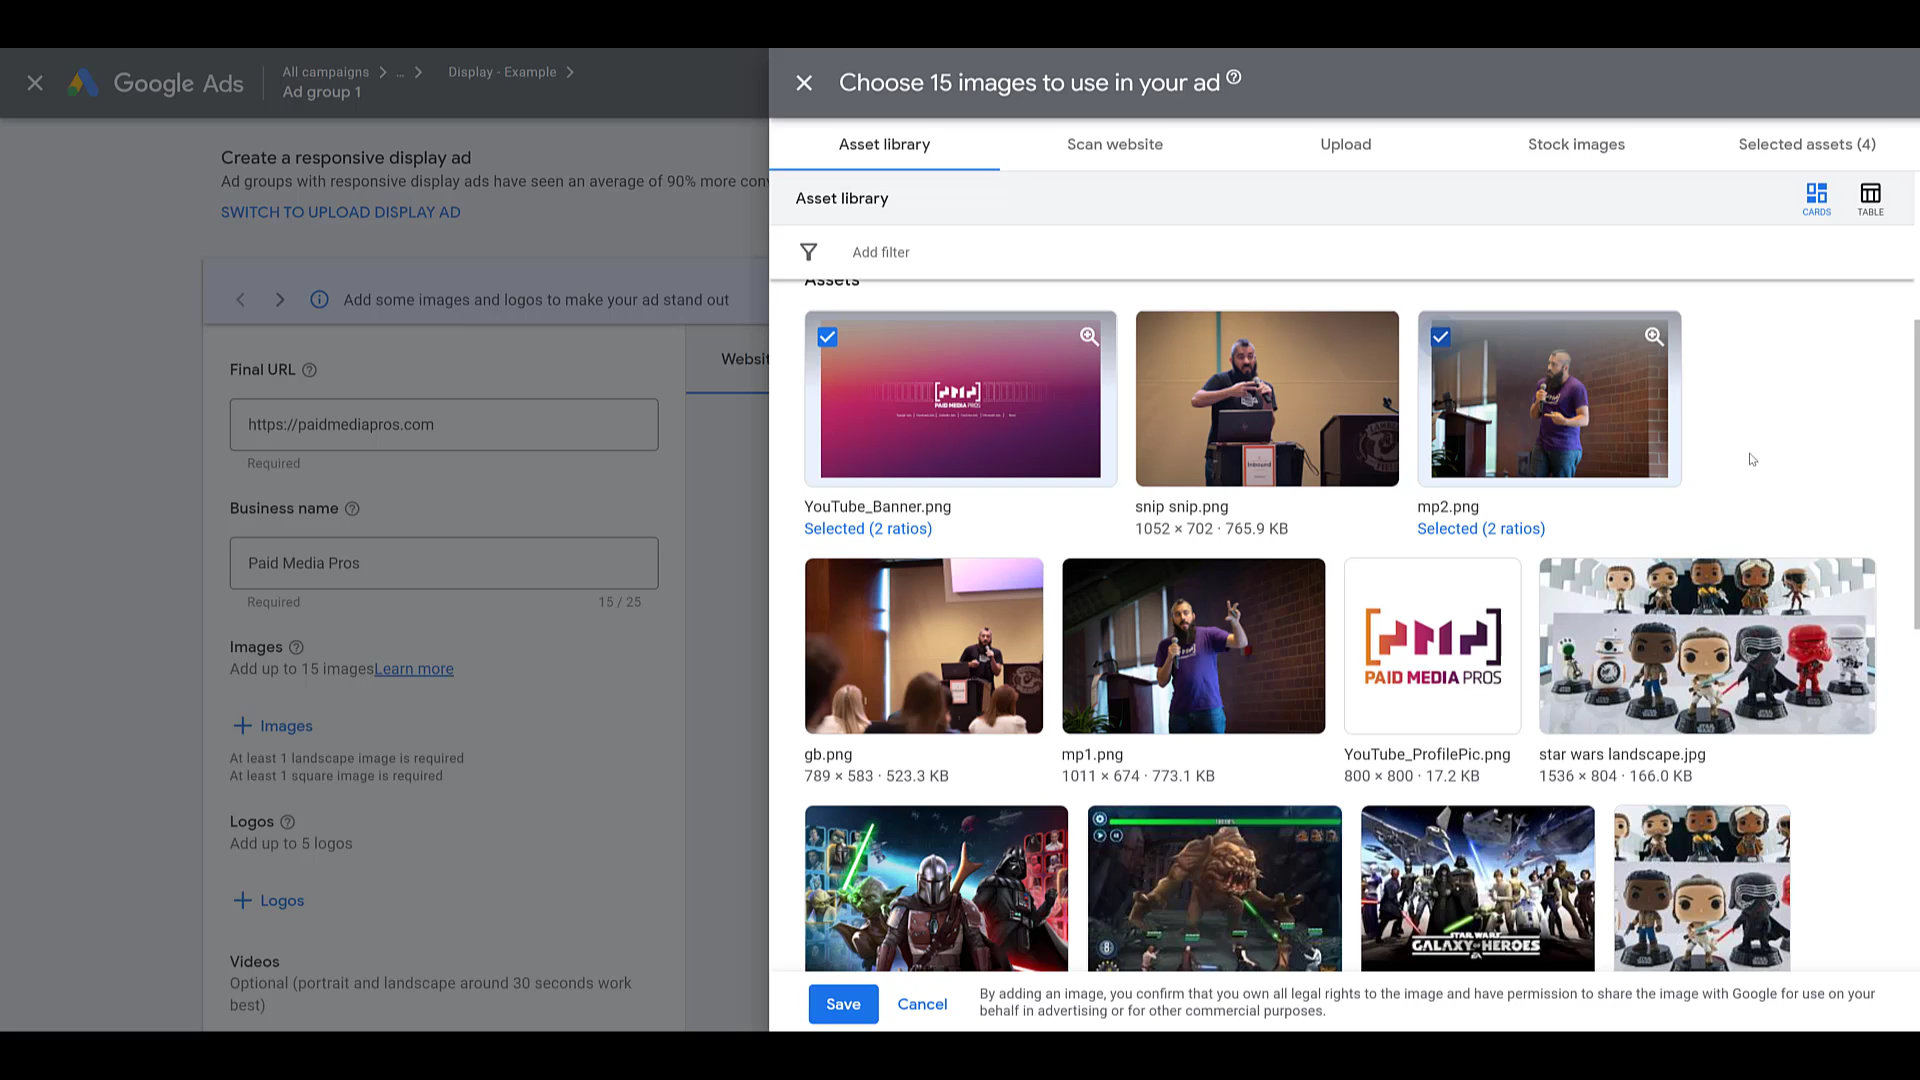 Google Ads
All campaigns
...
Display - Example
Ad group 1
Choose 15 images to use in your ad
Create a responsive display ad
Ad groups with responsive display ads have seen an average of 90% more con
SWITCH TO UPLOAD DISPLAY AD
Add some images and logos to make your ad stand out
Websit
Final URL
https://paidmediapros.com
Required
Business name
Paid Media Pros
Required
15 / 25
Images
Add up to 15 imagesLearn more
Images
At least 1 landscape image is required
At least 1 square image is required
Logos
Add up to 5 logos
Logos
Videos
Optional (portrait and landscape around 30 seconds work
best)
Asset library
Scan website
Upload
Stock images
Selected assets (4)
Asset library
CARDS
TABLE
Add filter
Assets
PAID MEDIA PROS
Inbound
YouTube_Banner.png
Selected (2 ratios)
snip snip.png
1052 × 702 · 765.9 KB
mp2.png
Selected (2 ratios)
PAID MEDIA PROS
gb.png
789 × 583 · 523.3 KB
mp1.png
1011 × 674 · 773.1 KB
YouTube_ProfilePic.png
800 × 800 · 17.2 KB
star wars landscape.jpg
1536 × 804 · 166.0 KB
STAR WARS
GALAXY OF HEROES
Save
Cancel
By adding an image, you confirm that you own all legal rights to the image and have permission to share the image with Google for use on your
behalf in advertising or for other commercial purposes.